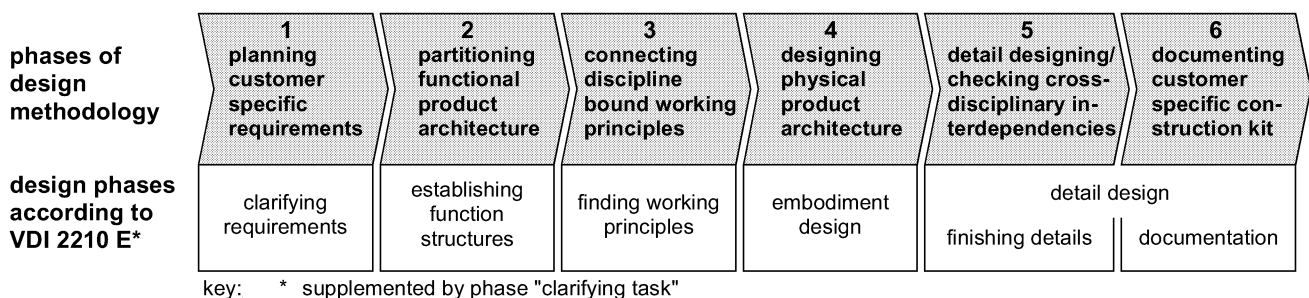 phases of
design
methodology
1
planning
customer
specific
requirements
2
partitioning
functional
product
architecture
3
connecting
discipline
bound working
principles
4
designing
physical
product
architecture
5
detail designing/
checking cross-
disciplinary in-
terdependencies
6
documenting
customer
specific con-
struction kit
design phases
according to
VDI 2210 E*
clarifying
requirements
establishing
function
structures
finding working
principles
embodiment
design
detail design
finishing details
documentation
key: * supplemented by phase "clarifying task"